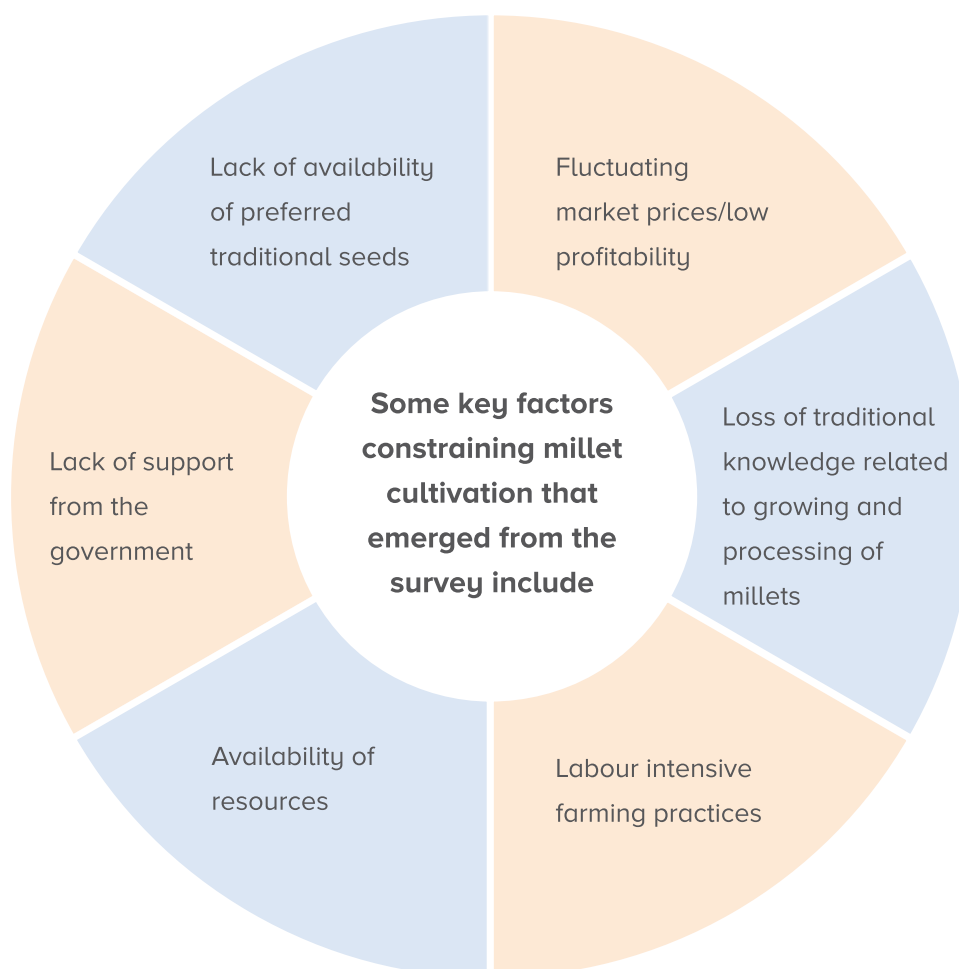 Some key factors
constraining millet
cultivation that
emerged from the
survey include
Fluctuating
market prices/low
profitability
Loss of traditional
knowledge related
to growing and
processing of
millets
Labour intensive
farming practices
Availability of
resources
Lack of support
from the
government
Lack of availability
of preferred
traditional seeds